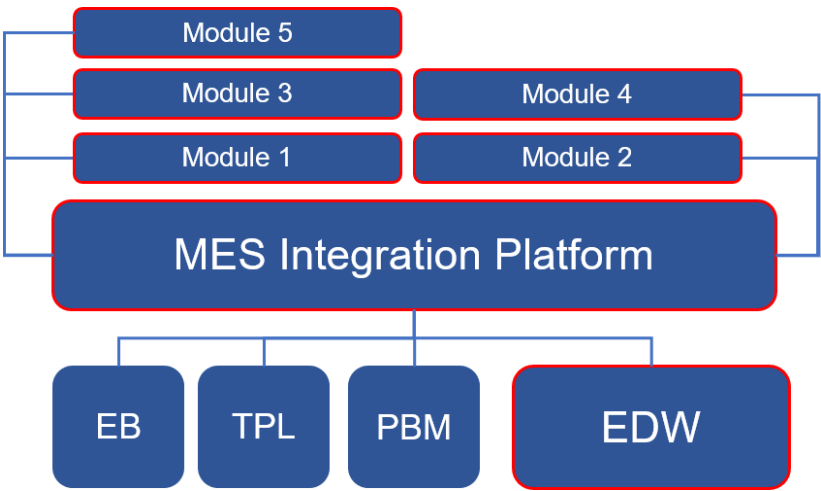 Module 5
Module 3
Module 4
Module 1
Module 2
MES Integration Platform
EB
TPL
PBM
EDW